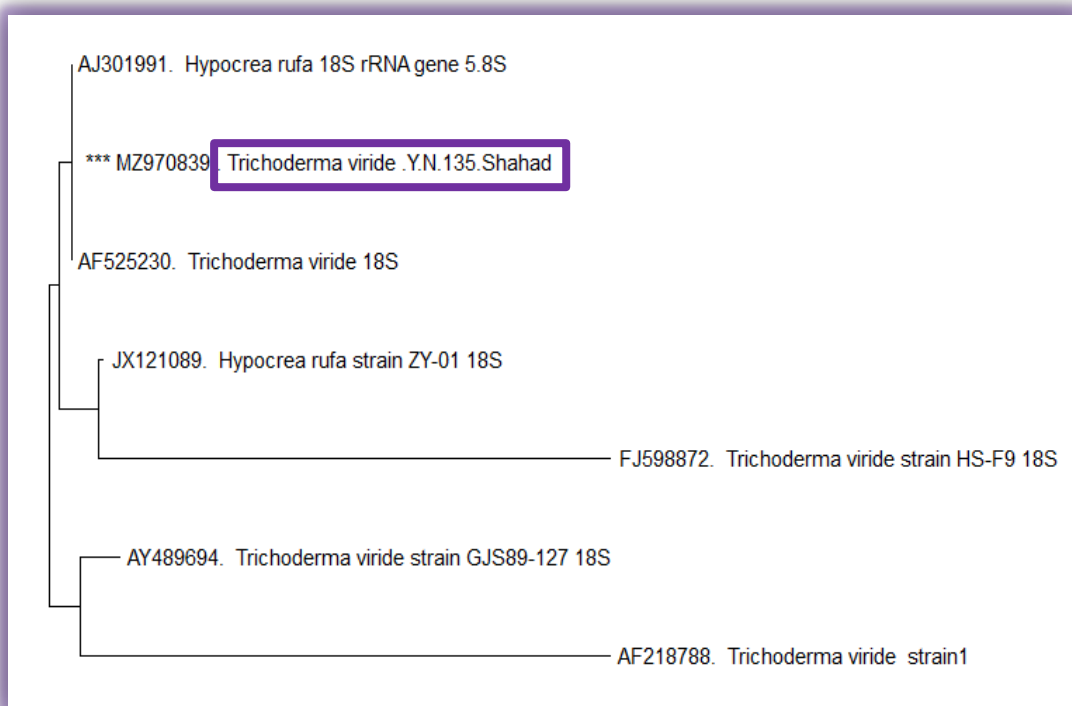 AJ301991. Hypocrea rufa 18S rRNA gene 5.8S
*** MZ970839. Trichoderma viride .Y.N.135.Shahad
AF525230. Trichoderma viride 18S
JX121089. Hypocrea rufa strain ZY-01 18S
FJ598872. Trichoderma viride strain HS-F9 18S
AY489694. Trichoderma viride strain GJS89-127 18S
AF218788. Trichoderma viride strain1